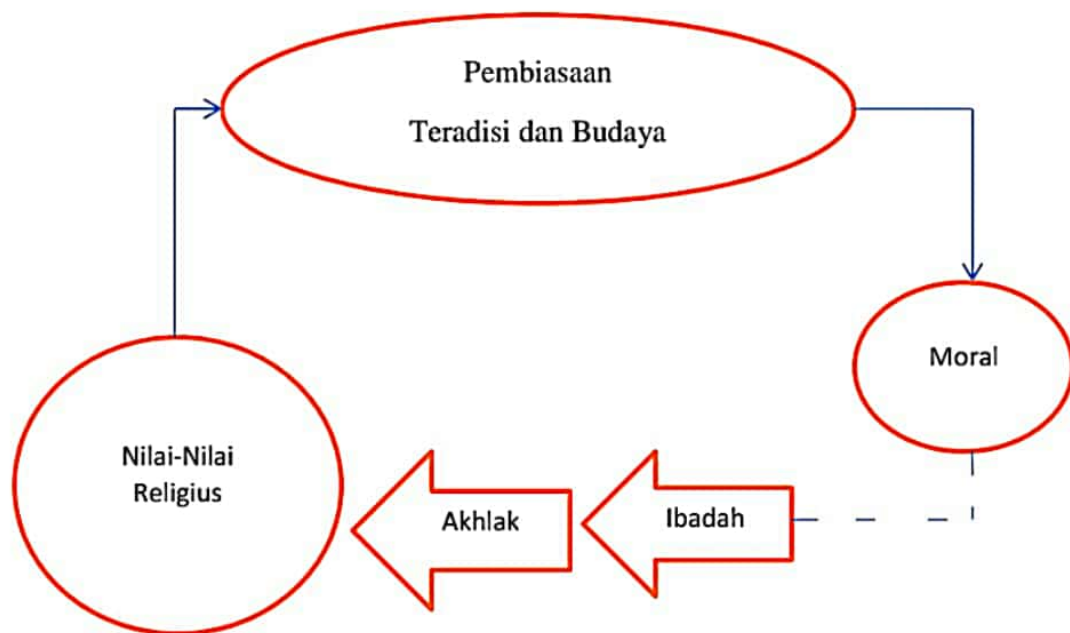 Pembiasaan
Teradisi dan Budaya
Moral
Nilai-Nilai
Religius
Akhlak
Ibadah